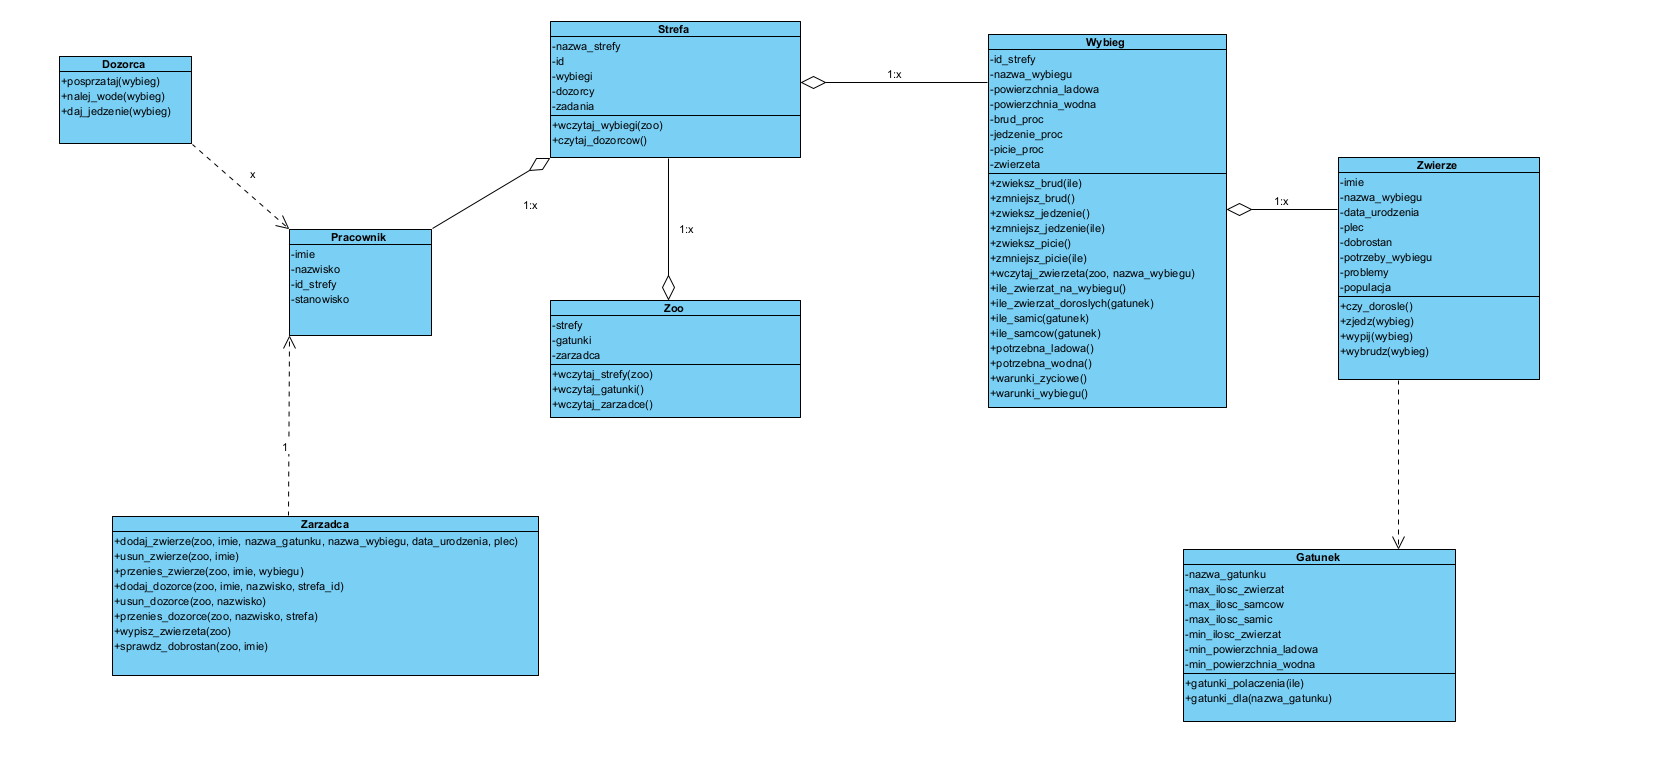 Dozorca
+posprzataj(wybieg)
+nalej_wode(wybieg)
+daj_jedzenie(wybieg)
x
Pracownik
-imie
-nazwisko
-id_strefy
-stanowisko
1
Zarzadca
+dodaj_zwierze(zoo, imie, nazwa_gatunku, nazwa_wybiegu, data_urodzenia, plec)
+usun_zwierze(zoo, imie)
+przenies_zwierze(zoo, imie, wybiegu)
+dodaj_dozorce(zoo, imie, nazwisko, strefa_id)
+usun_dozorce(zoo, nazwisko)
+przenies_dozorce(zoo, nazwisko, strefa)
+wypisz_zwierzeta(zoo)
+sprawdz_dobrostan(zoo, imie)
Strefa
-nazwa_strefy
-id
-wybiegi
-dozorcy
-zadania
+wczytaj_wybiegi(zoo)
+czytaj_dozorcow()
1:x
1:x
Zoo
-strefy
-gatunki
-zarzadca
+wczytaj_strefy(zoo)
+wczytaj_gatunki()
+wczytaj_zarzadce()
1:x
Wybieg
-id_strefy
-nazwa_wybiegu
-powierzchnia_ladowa
-powierzchnia_wodna
-brud_proc
-jedzenie_proc
-picie_proc
-zwierzeta
+zwieksz_brud(ile)
+zmniejsz_brud()
+zwieksz_jedzenie()
+zmniejsz_jedzenie(ile)
+zwieksz_picie()
+zmniejsz_picie(ile)
+wczytaj_zwierzeta(zoo, nazwa_wybiegu)
+ile_zwierzat_na_wybiegu()
+ile_zwierzat_doroslych(gatunek)
+ile_samic(gatunek)
+ile_samcow(gatunek)
+potrzebna_ladowa()
+potrzebna_wodna()
+warunki_zyciowe()
+warunki_wybiegu()
1:x
Zwierze
-imie
-nazwa_wybiegu
-data_urodzenia
-plec
-dobrostan
-potrzeby_wybiegu
-problemy
-populacja
+czy_dorosle()
+zjedz(wybieg)
+wypij(wybieg)
+wybrudz(wybieg)
Gatunek
-nazwa_gatunku
-max_ilosc_zwierzat
-max_ilosc_samcow
-max_ilosc_samic
-min_ilosc_zwierzat
-min_powierzchnia_ladowa
-min_powierzchnia_wodna
+gatunki_polaczenia(ile)
+gatunki_dla(nazwa_gatunku)